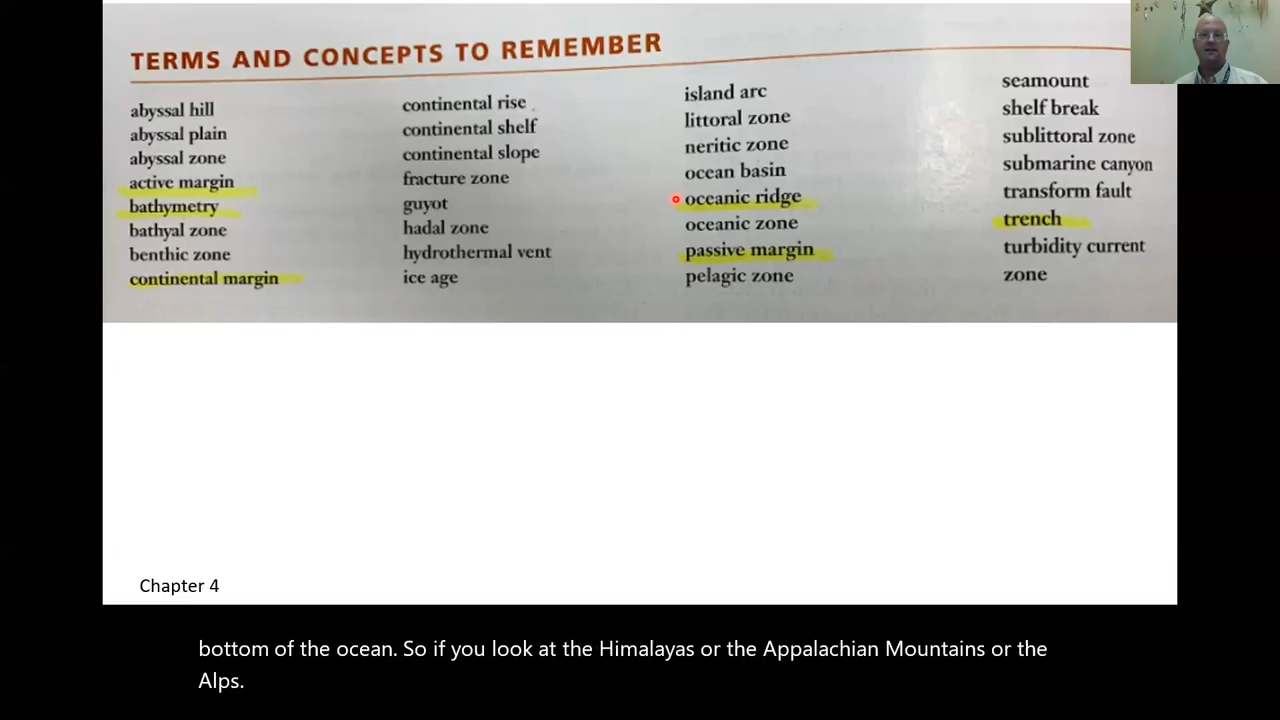 TERMS AND CONCEPTS TO REMEMBER
abyssal hill
abyssal plain
abyssal zone
active margin
bathymetry
bathyal zone
benthic zone
continental margin
continental rise
continental shelf
continental slope
fracture zone
guyot
hadal zone
hydrothermal vent
ice age
island arc
littoral zone
neritic zone
ocean basin
oceanic ridge
oceanic zone
passive margin
pelagic zone
seamount
shelf break
sublittoral zone
submarine canyon
transform fault
trench
turbidity current
zone
Chapter 4
bottom of the ocean. So if you look at the Himalayas or the Appalachian Mountains or the
Alps.